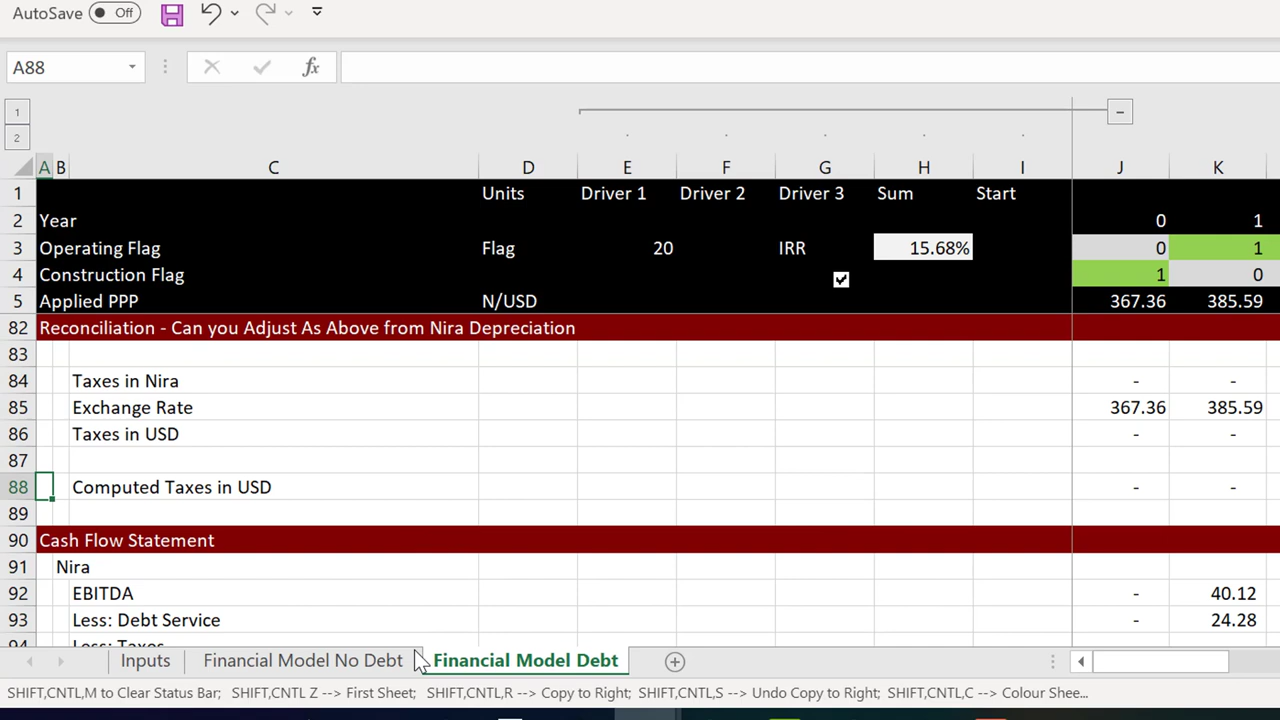 AutoSave Off
A88 fx
1
2
A B C D E F G H I J K
1 Units Driver 1 Driver 2 Driver 3 Sum Start
2 Year 0 1
3 Operating Flag Flag 20 IRR 15.68% 0 1
4 Construction Flag 1 0
5 Applied PPP N/USD 367.36 385.59
82 Reconciliation - Can you Adjust As Above from Nira Depreciation
83
84 Taxes in Nira - -
85 Exchange Rate 367.36 385.59
86 Taxes in USD - -
87
88 Computed Taxes in USD - -
89
90 Cash Flow Statement
91 Nira
92 EBITDA - 40.12
93 Less: Debt Service - 24.28
94 Less: Taxes
Inputs Financial Model No Debt Financial Model Debt
SHIFT,CNTL,M to Clear Status Bar; SHIFT,CNTL Z --> First Sheet; SHIFT,CNTL,R --> Copy to Right; SHIFT,CNTL,S --> Undo Copy to Right; SHIFT,CNTL,C --> Colour Shee...